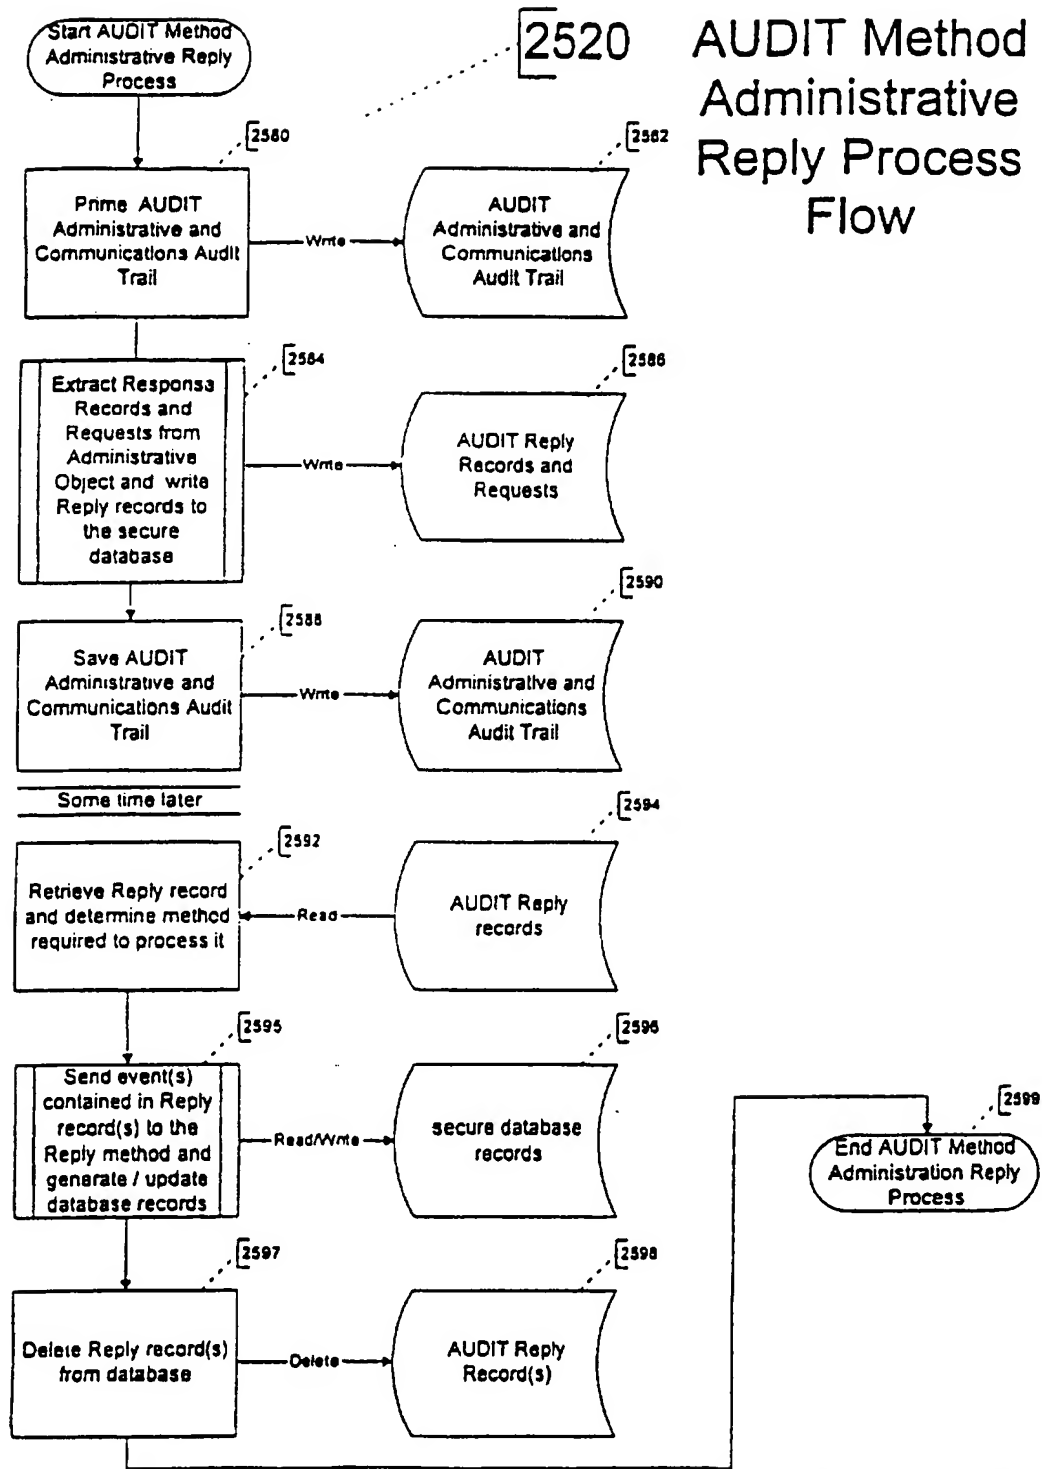 Start AUDIT Method
Administrative Reply
Process
2520
AUDIT Method
Administrative
Reply Process
Flow
2580
Prime AUDIT
Administrative and
Communications Audit
Trail
Write
2582
AUDIT
Administrative and
Communications
Audit Trail
2584
Extract Response
Records and
Requests from
Administrative
Object and write
Reply records to
the secure
database
Write
2586
AUDIT Reply
Records and
Requests
2588
Save AUDIT
Administrative and
Communications Audit
Trail
Write
2590
AUDIT
Administrative and
Communications
Audit Trail
Some time later
2592
Retrieve Reply record
and determine method
required to process it
Read
2594
AUDIT Reply
records
2595
Send event(s)
contained in Reply
record(s) to the
Reply method and
generate / update
database records
Read/Write
2596
secure database
records
2599
End AUDIT Method
Administration Reply
Process
2597
Delete Reply record(s)
from database
Delete
2598
AUDIT Reply
Record(s)